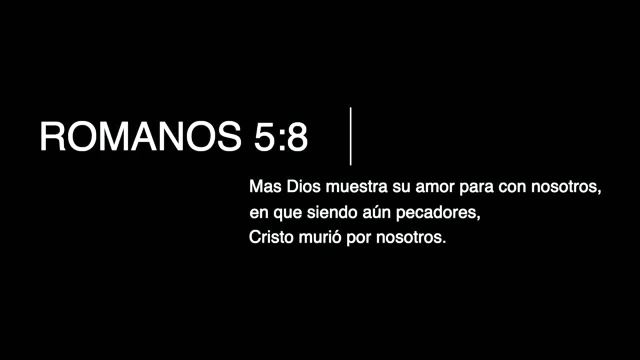 ROMANOS 5:8
Mas Dios muestra su amor para con nosotros,
en que siendo aún pecadores,
Cristo murió por nosotros.